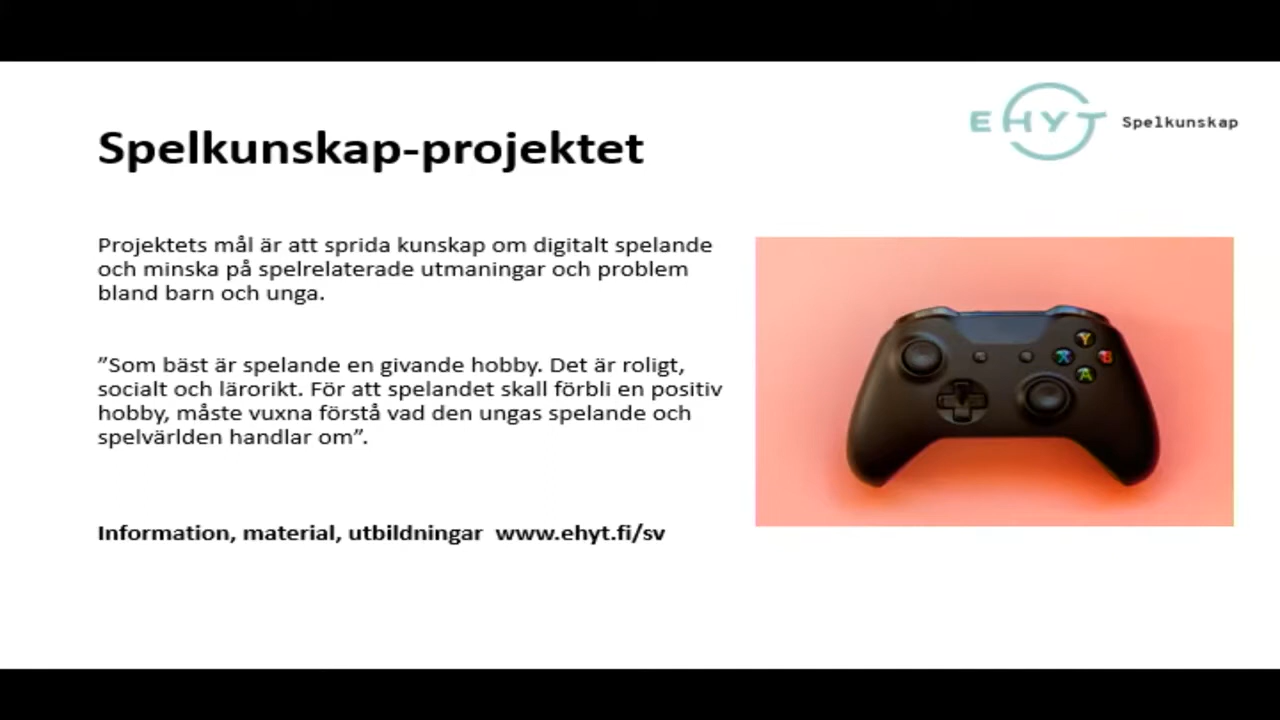 EHYT Spelkunskap
Spelkunskap-projektet
Projektets mål är att sprida kunskap om digitalt spelande
och minska på spelrelaterade utmaningar och problem
bland barn och unga.
”Som bäst är spelande en givande hobby. Det är roligt,
socialt och lärorikt. För att spelandet skall förbli en positiv
hobby, måste vuxna förstå vad den ungas spelande och
spelvärlden handlar om”.
Information, material, utbildningar www.ehyt.fi/sv
Y
X B
A